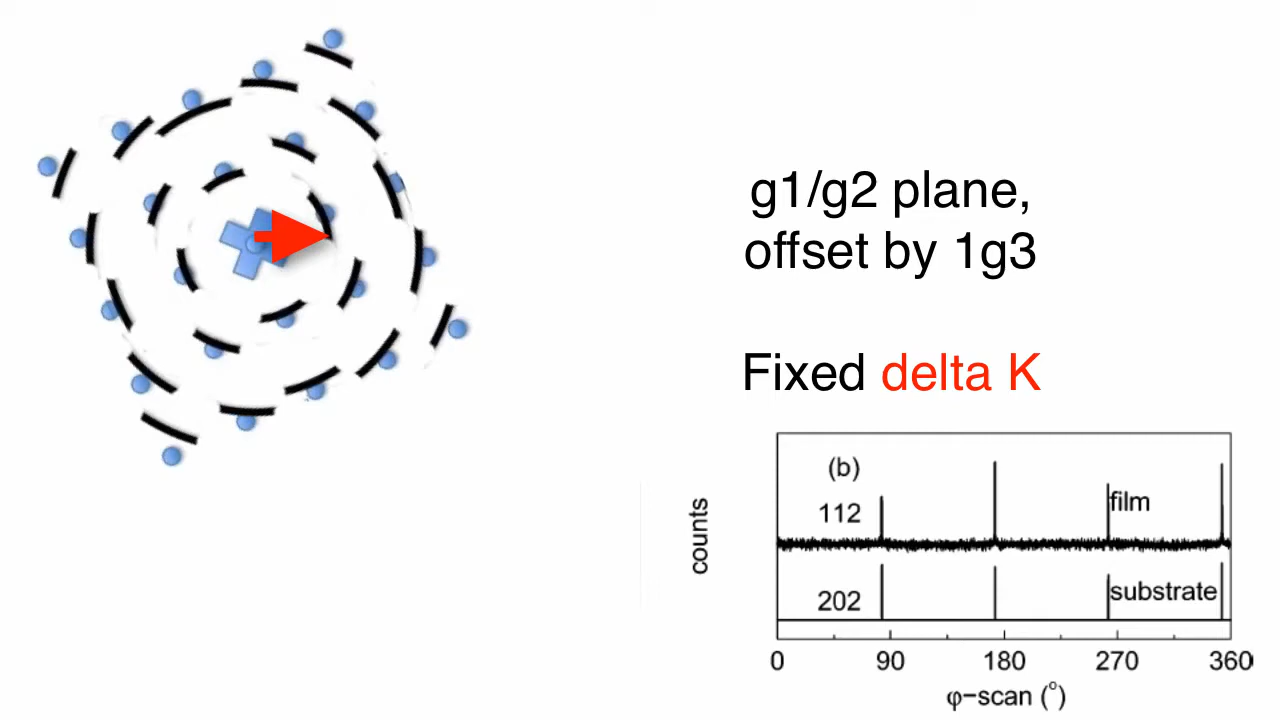 g1/g2 plane,
offset by 1g3
Fixed delta K
(b)
112
film
counts
202
substrate
0 90 180 270 360
φ−scan (°)